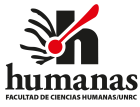 humanas
FACULTAD DE CIENCIAS HUMANAS/UNRC